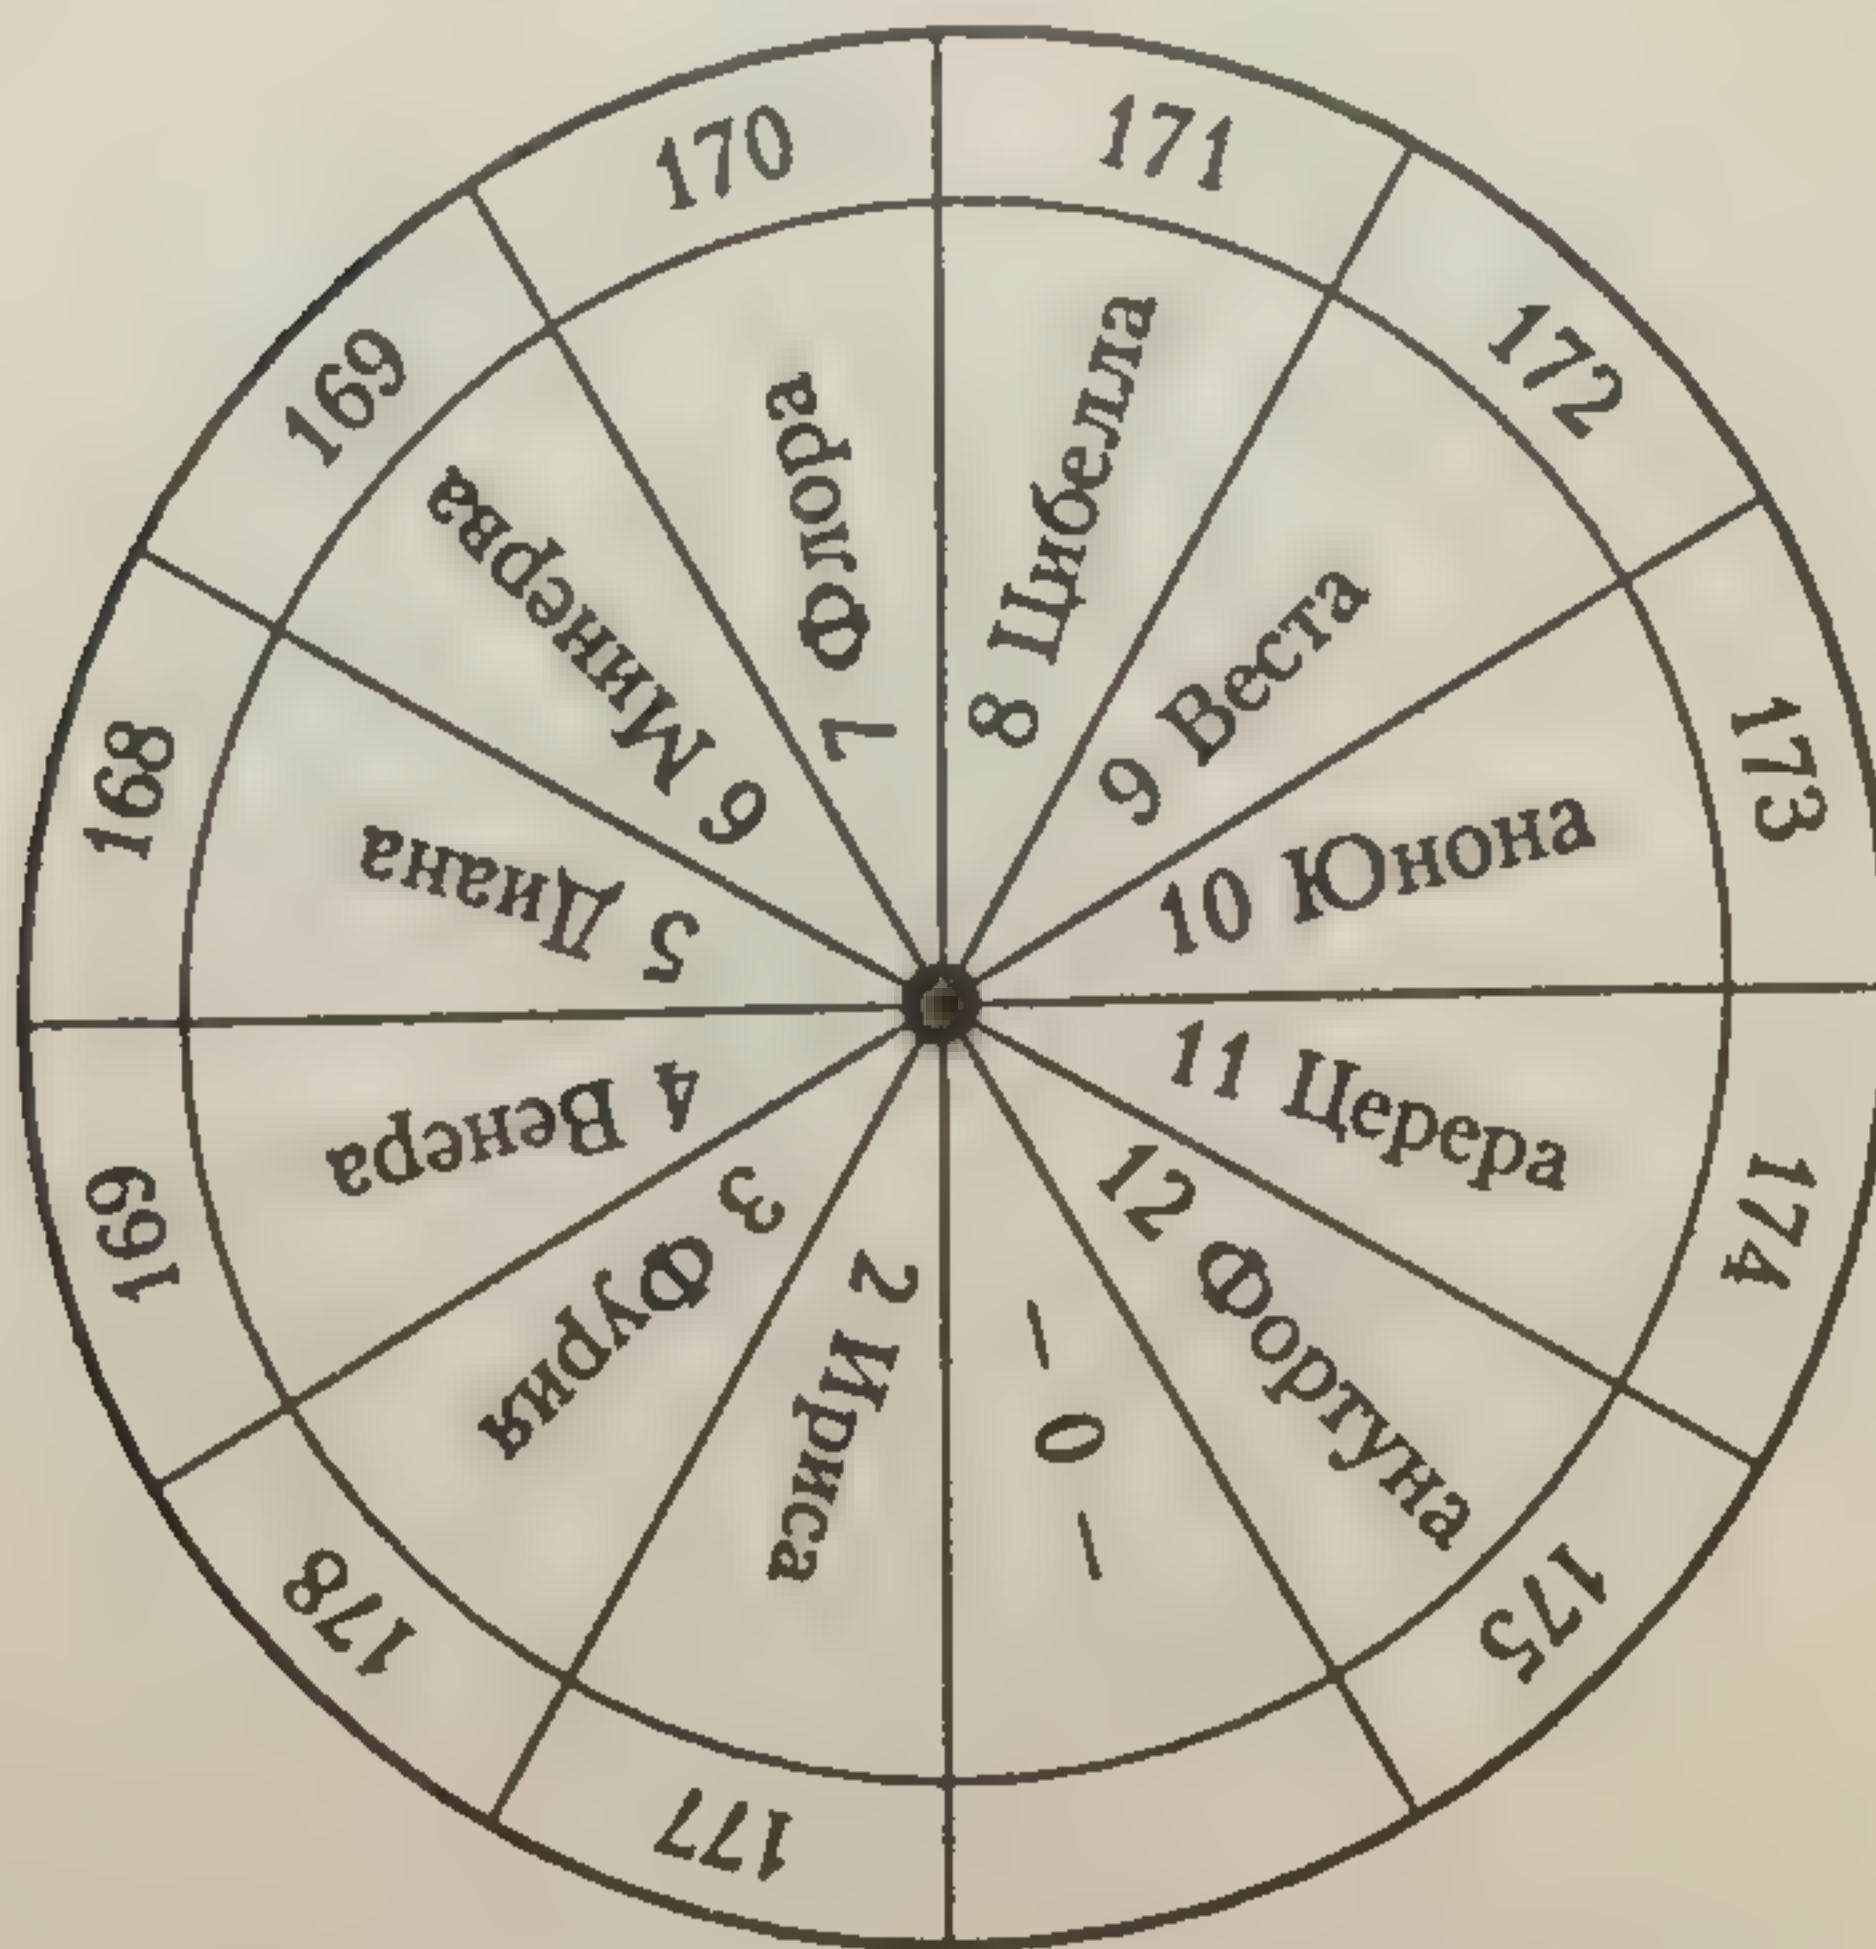 170
171
172
173
174
175
177
178
169
168
169
7 Флора
8 Цибелла
9 Веста
10 Юнона
11 Церера
12 Фортуна
– 0 –
2 Ириса
3 Фурия
4 Венера
5 Диана
6 Минерва